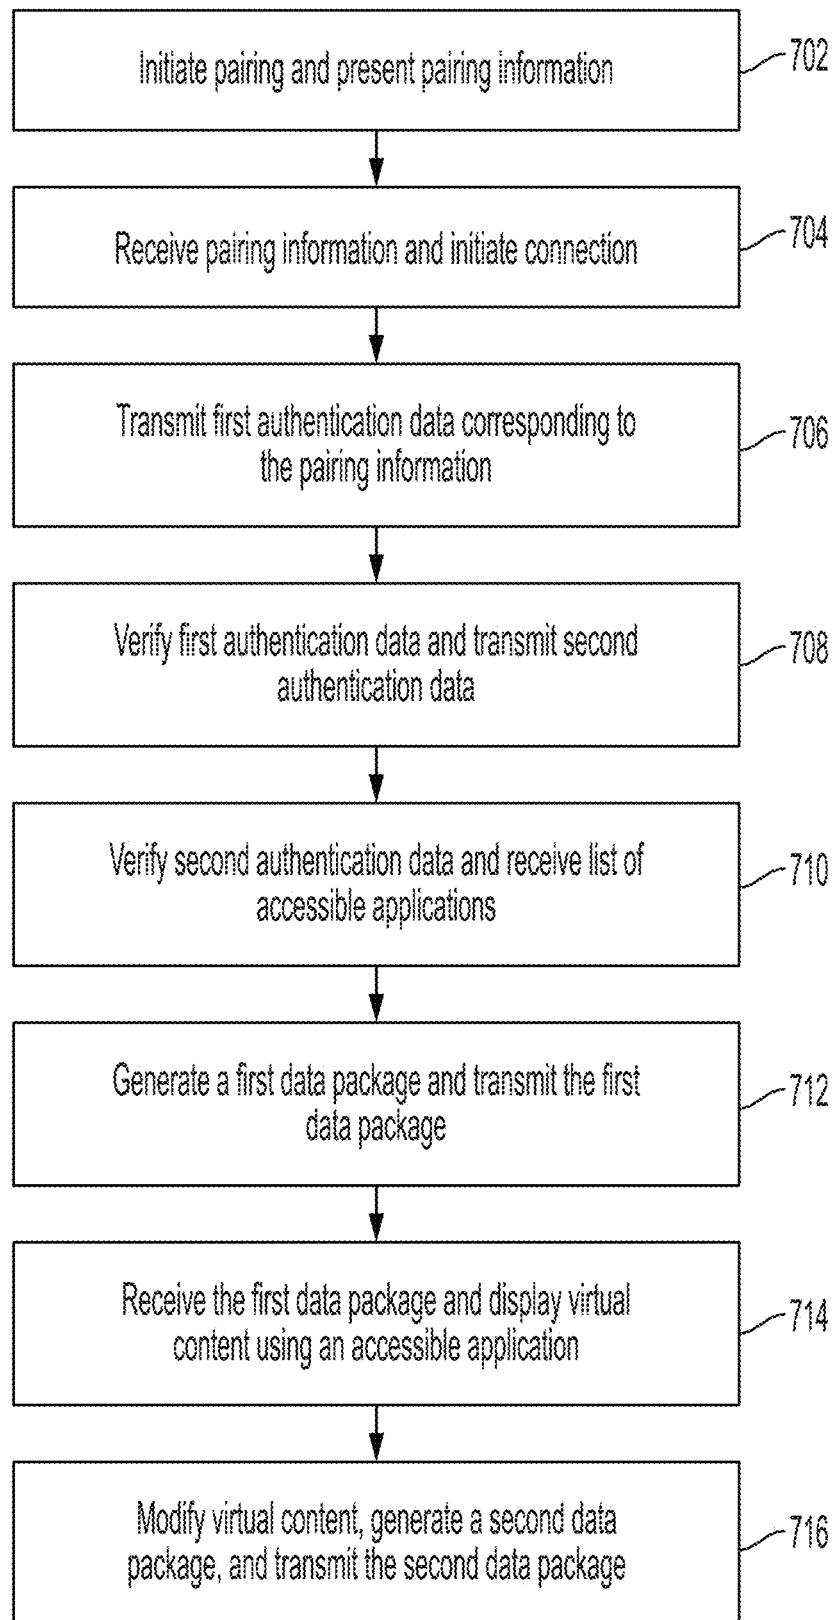 Initiate pairing and present pairing information
702
Receive pairing information and initiate connection
704
Transmit first authentication data corresponding to
the pairing information
706
Verify first authentication data and transmit second
authentication data
708
Verify second authentication data and receive list of
accessible applications
710
Generate a first data package and transmit the first
data package
712
Receive the first data package and display virtual
content using an accessible application
714
Modify virtual content, generate a second data
package, and transmit the second data package
716